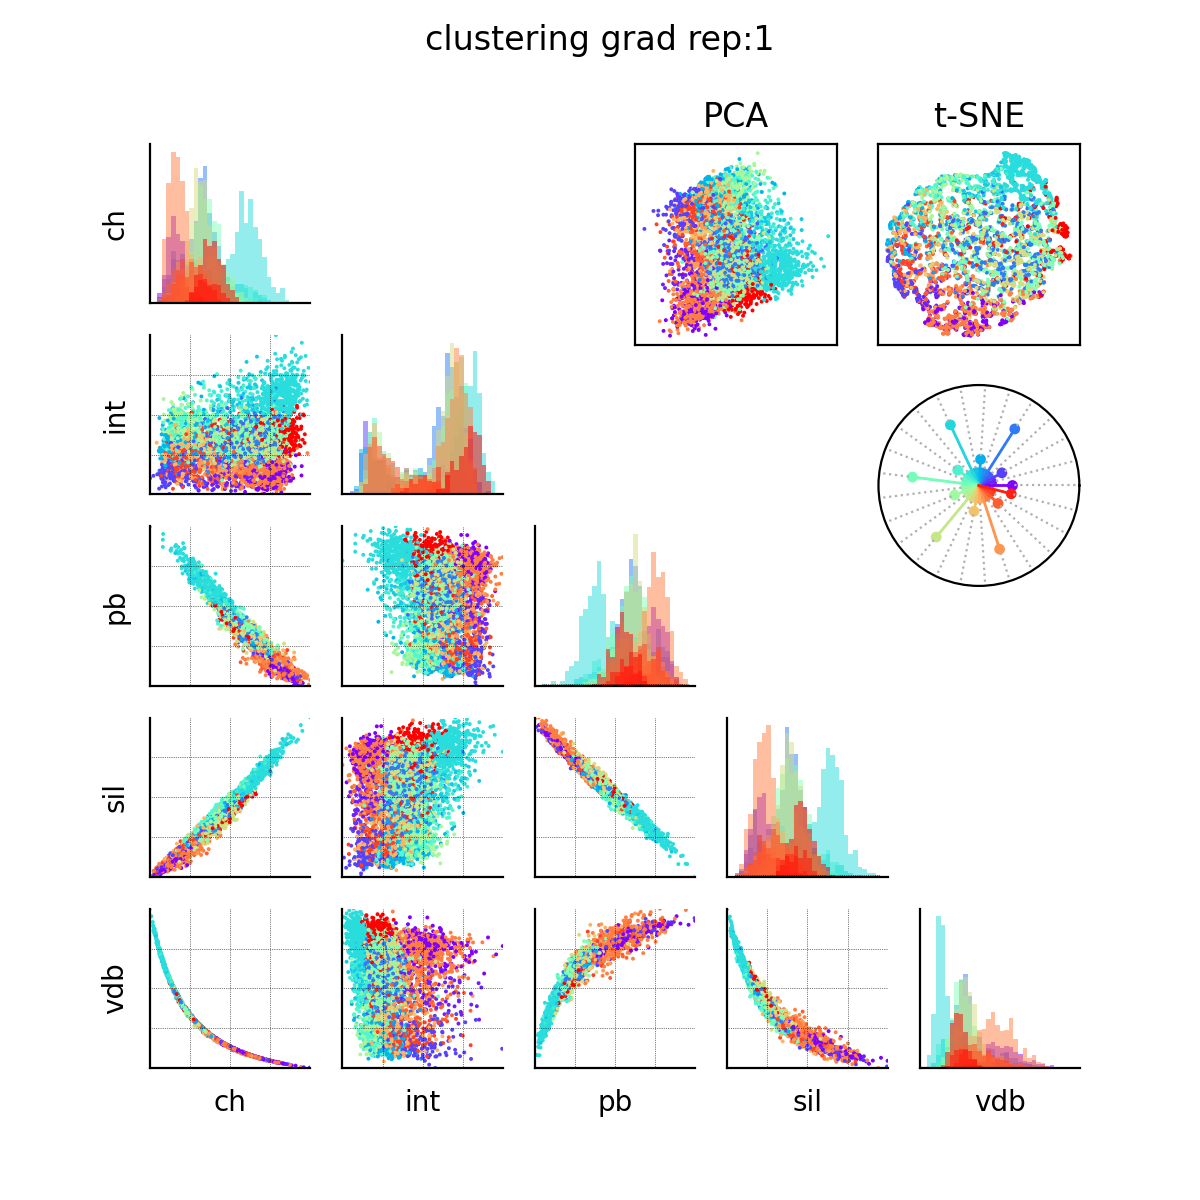 clustering grad rep:1
PCA
t-SNE
ch
int
pb
sil
vdb
ch
int
pb
sil
vdb